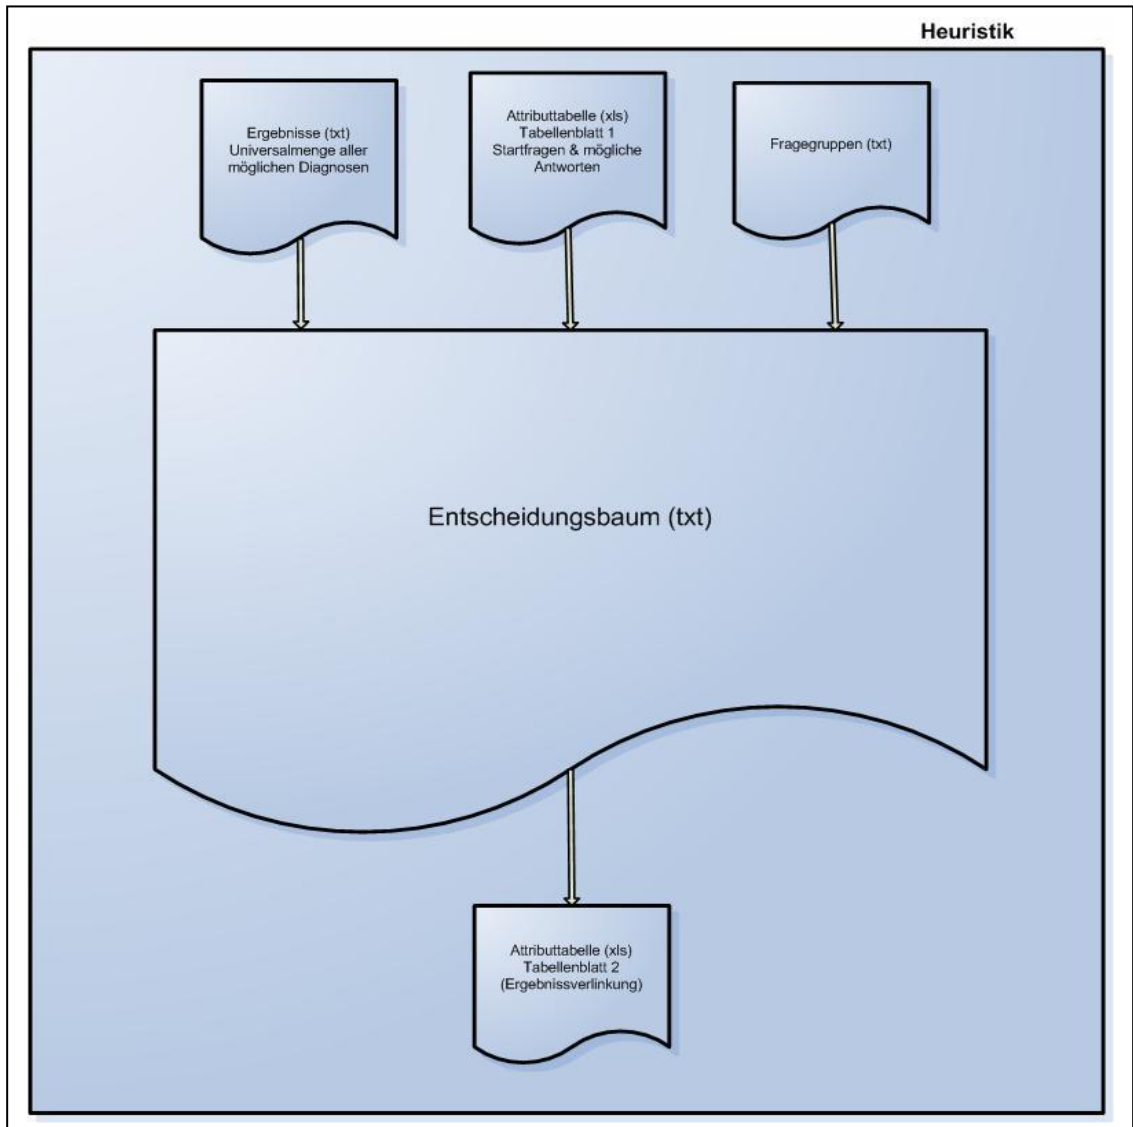 Heuristik
Ergebnisse (txt)
Universalmenge aller
möglichen Diagnosen
Attributtabelle (xls)
Tabellenblatt 1
Startfragen & mögliche
Antworten
Fragegruppen (txt)
Entscheidungsbaum (txt)
Attributtabelle (xls)
Tabellenblatt 2
(Ergebnissverlinkung)